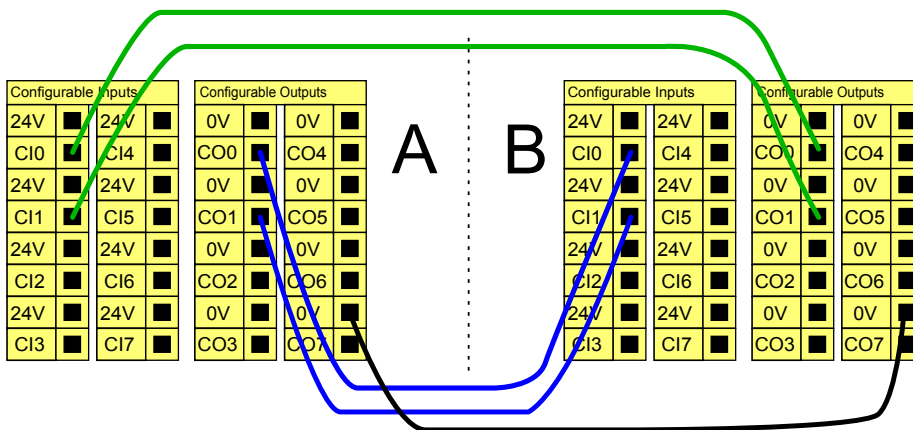 Configurable Inputs
24V 24V
CI0 CI4
24V 24V
CI1 CI5
24V 24V
CI2 CI6
24V 24V
CI3 CI7
Configurable Outputs
0V 0V
CO0 CO4
0V 0V
CO1 CO5
0V 0V
CO2 CO6
0V 0V
CO3 CO7
A
B
Configurable Inputs
24V 24V
CI0 CI4
24V 24V
CI1 CI5
24V 24V
CI2 CI6
24V 24V
CI3 CI7
Configurable Outputs
0V 0V
CO0 CO4
0V 0V
CO1 CO5
0V 0V
CO2 CO6
0V 0V
CO3 CO7